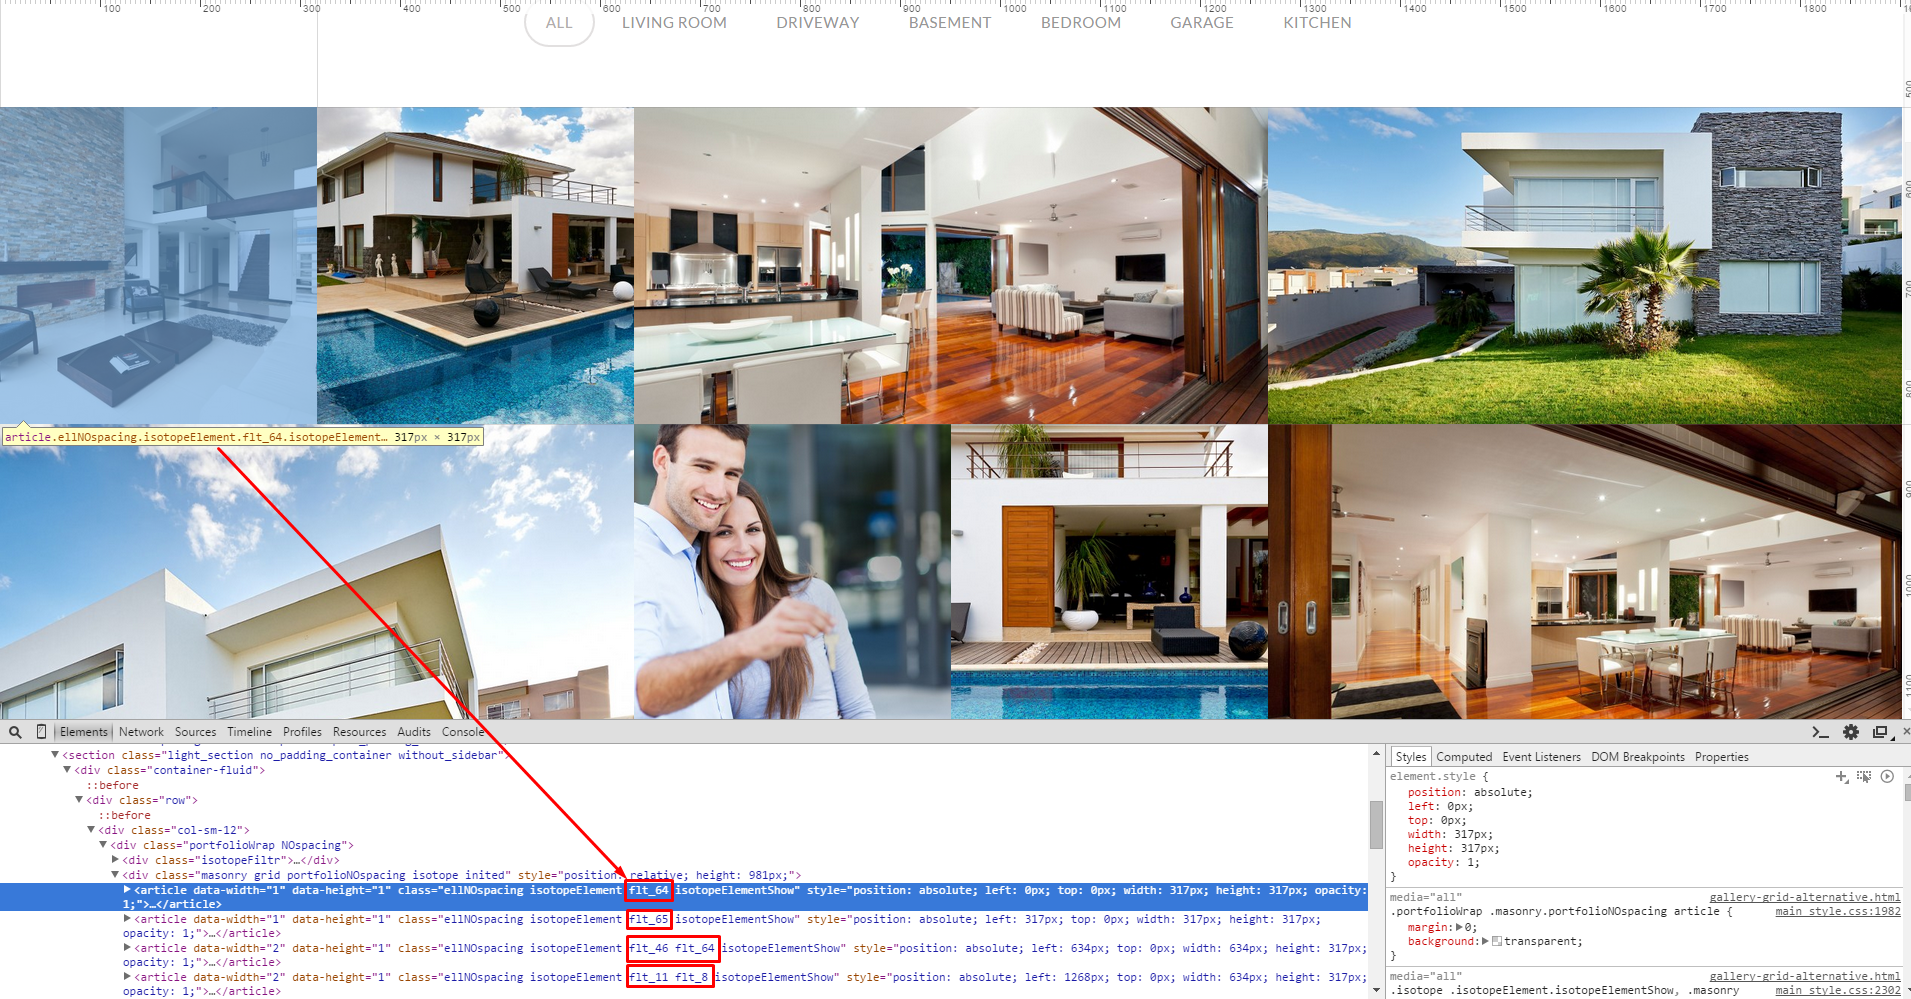 100 200 300 400 500 600 700 800 900 1000 1100 1200 1300 1400 1500 1600 1700 1800
ALL LIVING ROOM DRIVEWAY BASEMENT BEDROOM GARAGE KITCHEN
500
600
700
800
article.ellNOspacing.isotopeElement.flt_64.isotopeElement… 317px × 317px
900
1000
1100
Elements Network Sources Timeline Profiles Resources Audits Console
<section class="light_section no_padding_container without_sidebar">
<div class="container-fluid">
::before
<div class="row">
::before
<div class="col-sm-12">
<div class="portfolioWrap NOspacing">
<div class="isotopeFiltr">…</div>
<div class="masonry grid portfolioNOspacing isotope inited" style="position: relative; height: 981px;">
<article data-width="1" data-height="1" class="ellNOspacing isotopeElement flt_64 isotopeElementShow" style="position: absolute; left: 0px; top: 0px; width: 317px; height: 317px; opacity:
1;">…</article>
<article data-width="1" data-height="1" class="ellNOspacing isotopeElement flt_65 isotopeElementShow" style="position: absolute; left: 317px; top: 0px; width: 317px; height: 317px;
opacity: 1;">…</article>
<article data-width="2" data-height="1" class="ellNOspacing isotopeElement flt_46 flt_64 isotopeElementShow" style="position: absolute; left: 634px; top: 0px; width: 634px; height: 317px;
opacity: 1;">…</article>
<article data-width="2" data-height="1" class="ellNOspacing isotopeElement flt_11 flt_8 isotopeElementShow" style="position: absolute; left: 1268px; top: 0px; width: 634px; height: 317px;
opacity: 1;">…</article>
Styles Computed Event Listeners DOM Breakpoints Properties
element.style {
position: absolute;
left: 0px;
top: 0px;
width: 317px;
height: 317px;
opacity: 1;
}
media="all" gallery-grid-alternative.html
.portfolioWrap .masonry.portfolioNOspacing article { main style.css:1982
margin: 0;
background: transparent;
}
media="all" gallery-grid-alternative.html
.isotope .isotopeElement.isotopeElementShow, .masonry main style.css:2302